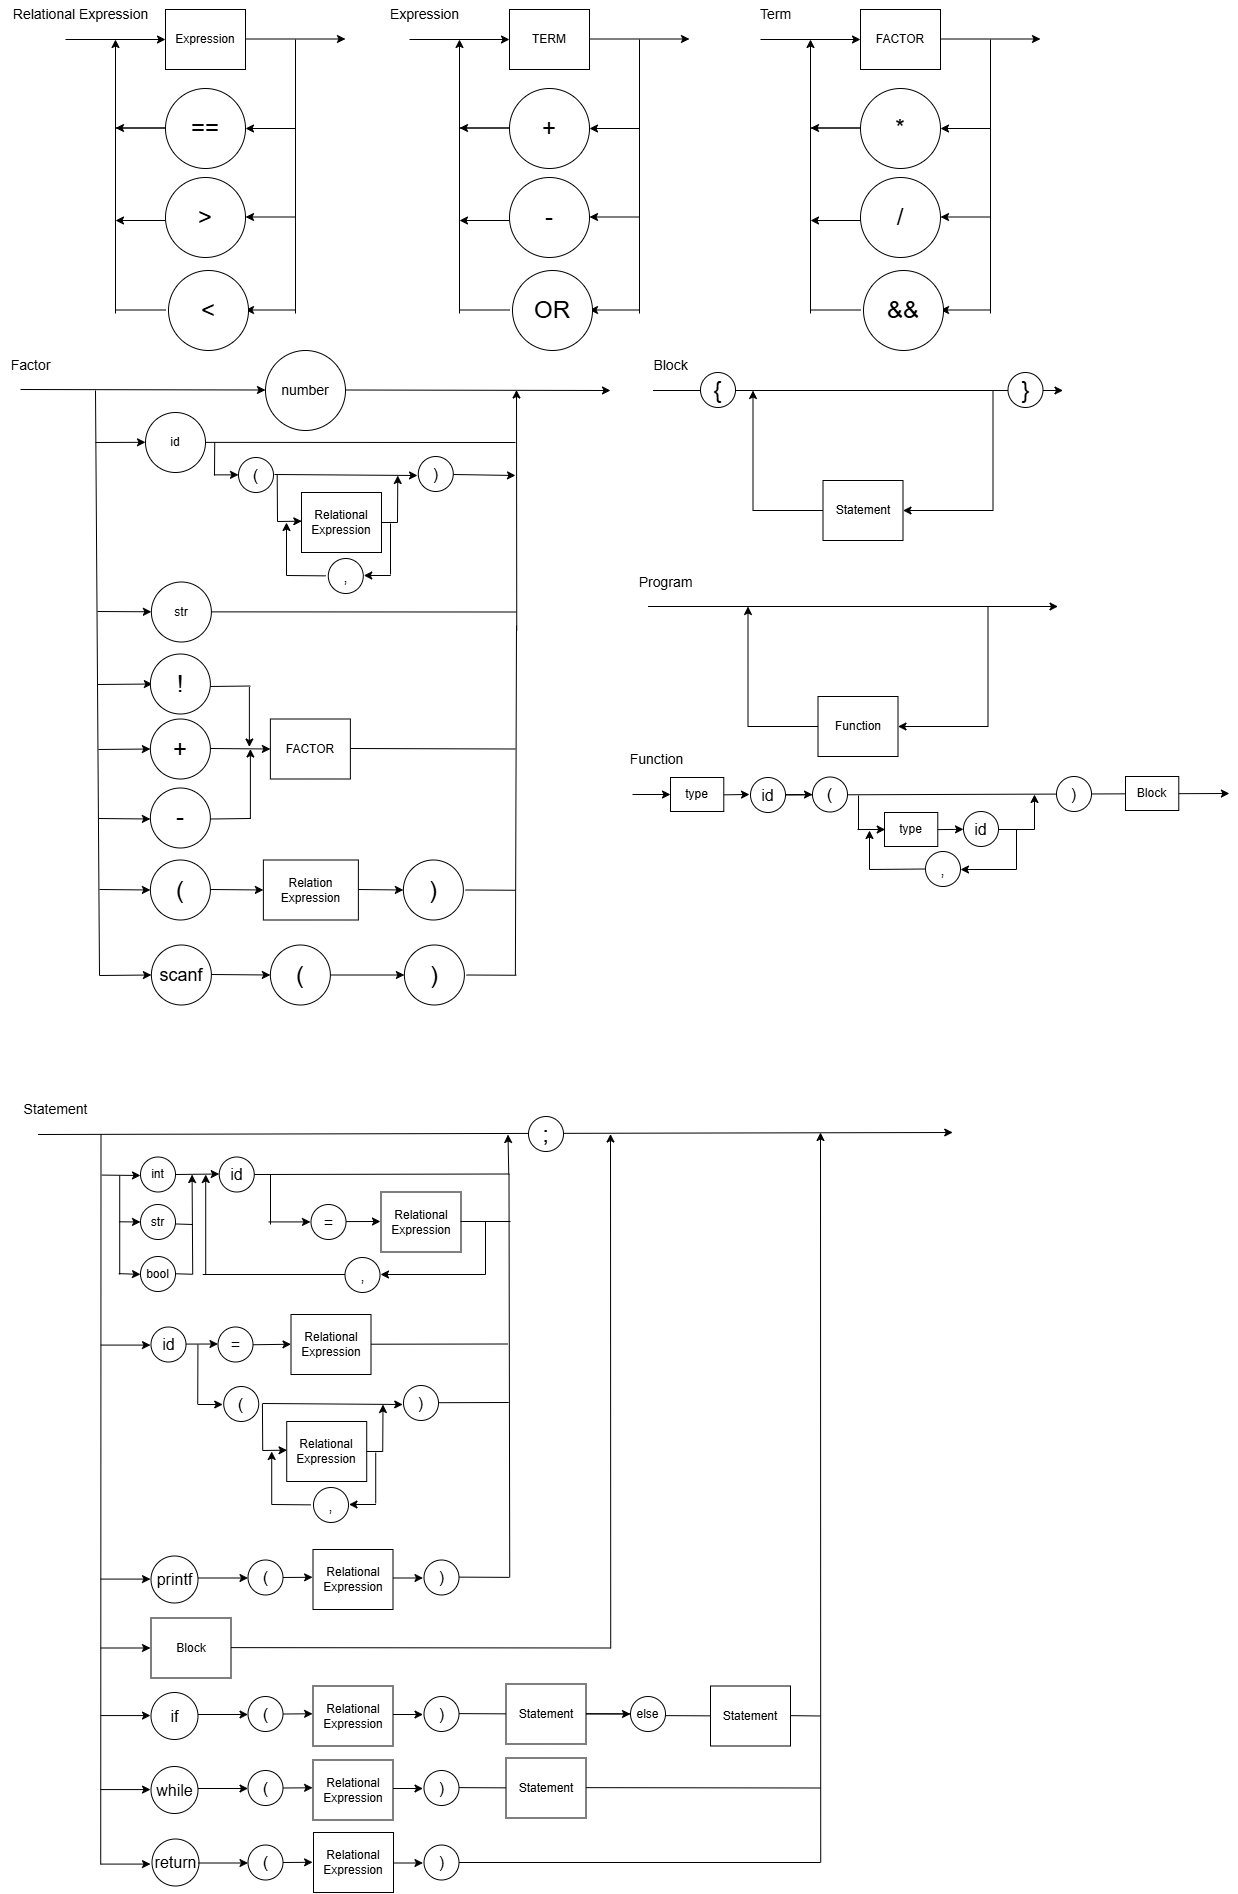 Relational Expression
Expression
==
>
<
Expression
TERM
+
-
OR
Term
FACTOR
*
/
&&
Factor
number
id
(
)
Relational
Expression
,
str
!
+
FACTOR
-
(
Relation
Expression
)
scanf
(
)
Block
{
}
Statement
Program
Function
Function
type
id
(
)
Block
type
id
,
Statement
;
int
id
str
=
Relational
Expression
bool
,
id
=
Relational
Expression
(
)
Relational
Expression
,
printf
(
Relational
Expression
)
Block
if
(
Relational
Expression
)
Statement
else
Statement
while
(
Relational
Expression
)
Statement
return
(
Relational
Expression
)